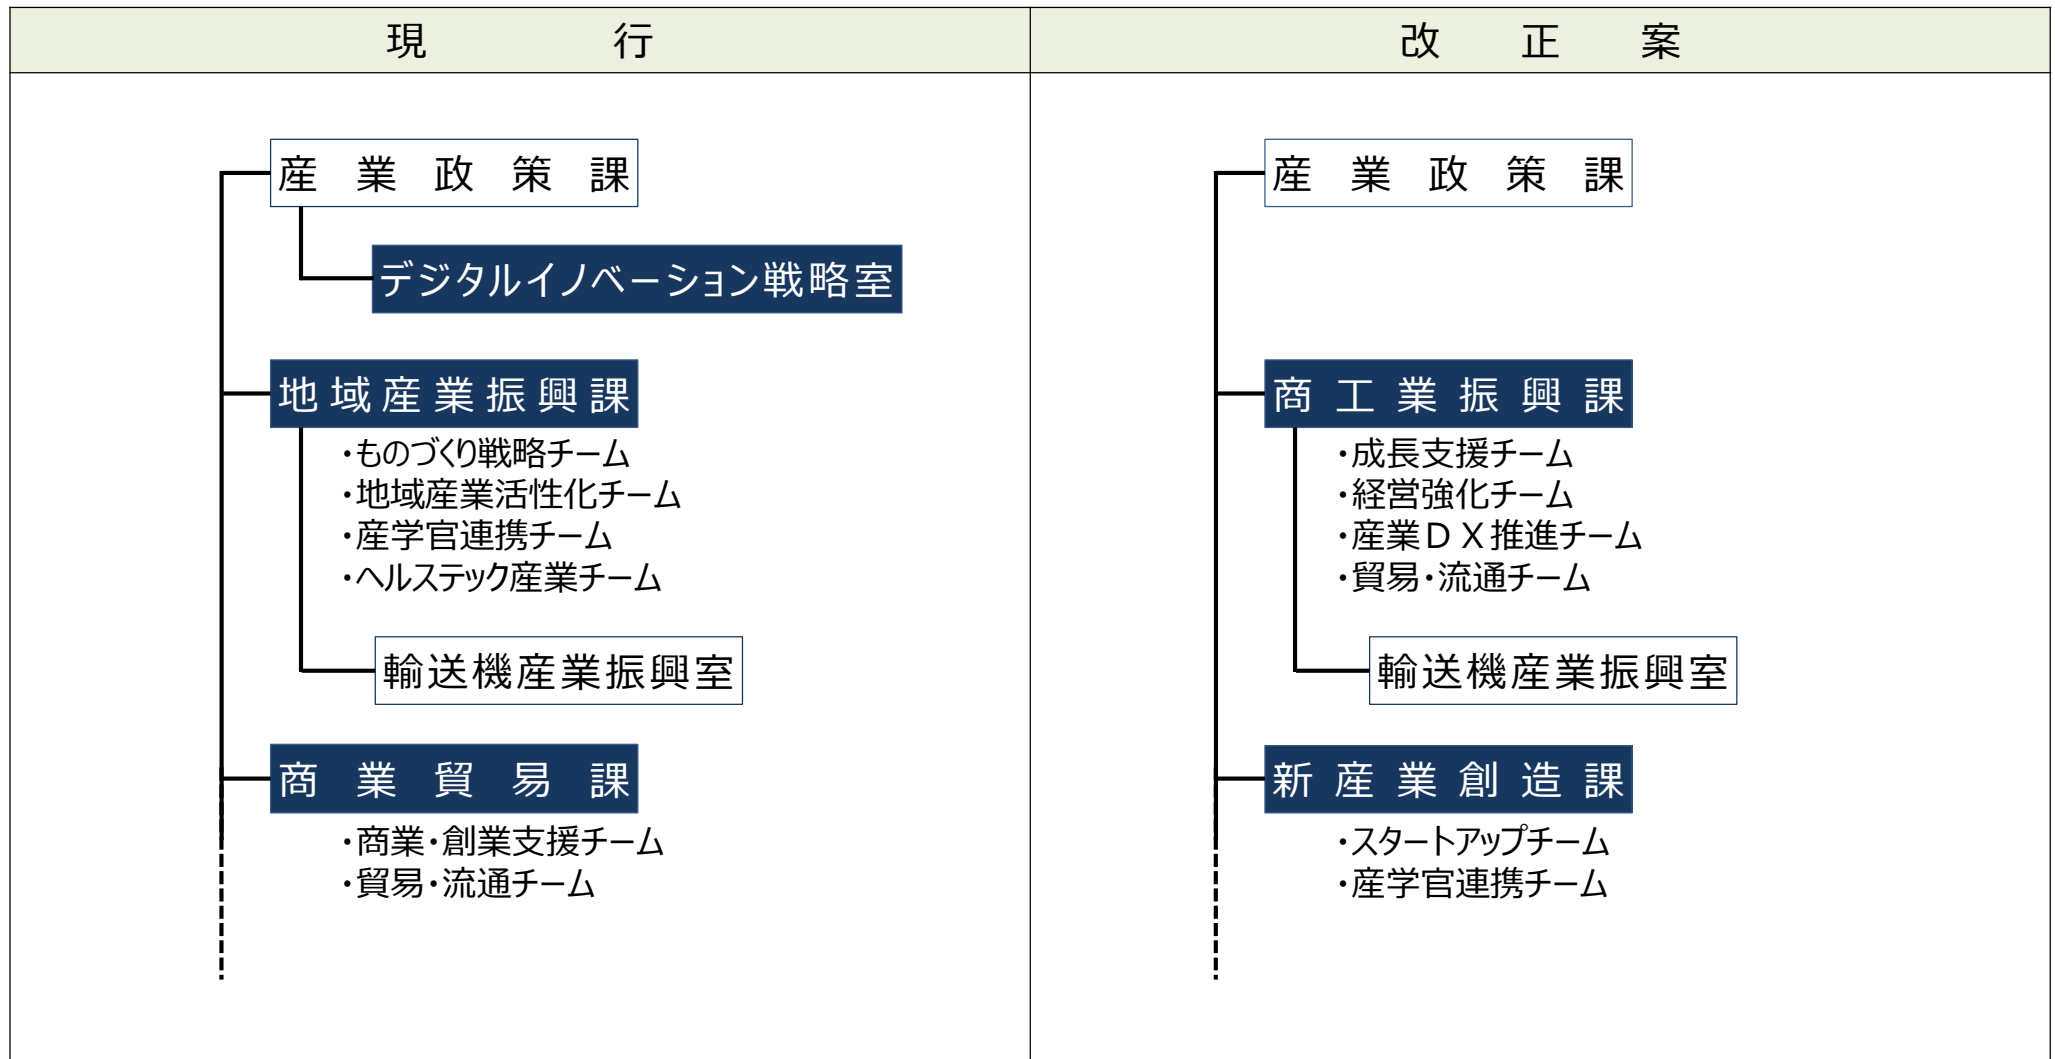 現行
産業政策課
デジタルイノベーション戦略室
地域産業振興課
・ものづくり戦略チーム
・地域産業活性化チーム
・産学官連携チーム
・ヘルステック産業チーム
輸送機産業振興室
商業貿易課
・商業・創業支援チーム
・貿易・流通チーム
改正案
産業政策課
商工業振興課
・成長支援チーム
・経営強化チーム
・産業ＤＸ推進チーム
・貿易・流通チーム
輸送機産業振興室
新産業創造課
・スタートアップチーム
・産学官連携チーム